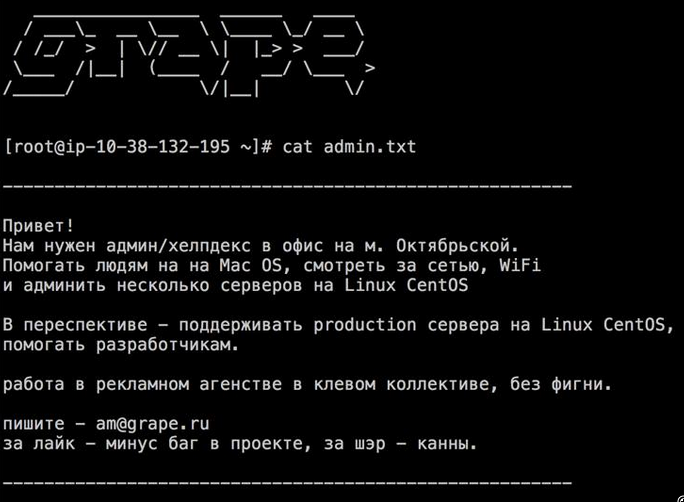 grape
[root@ip-10-38-132-195 ~]# cat admin.txt
Привет!
Нам нужен админ/хелпдекс в офис на м. Октябрьской.
Помогать людям на на Mac OS, смотреть за сетью, WiFi
и админить несколько серверов на Linux CentOS
В переспективе – поддерживать production сервера на Linux CentOS,
помогать разработчикам.
работа в рекламном агенстве в клевом коллективе, без фигни.
пишите – am@grape.ru
за лайк – минус баг в проекте, за шэр – канны.